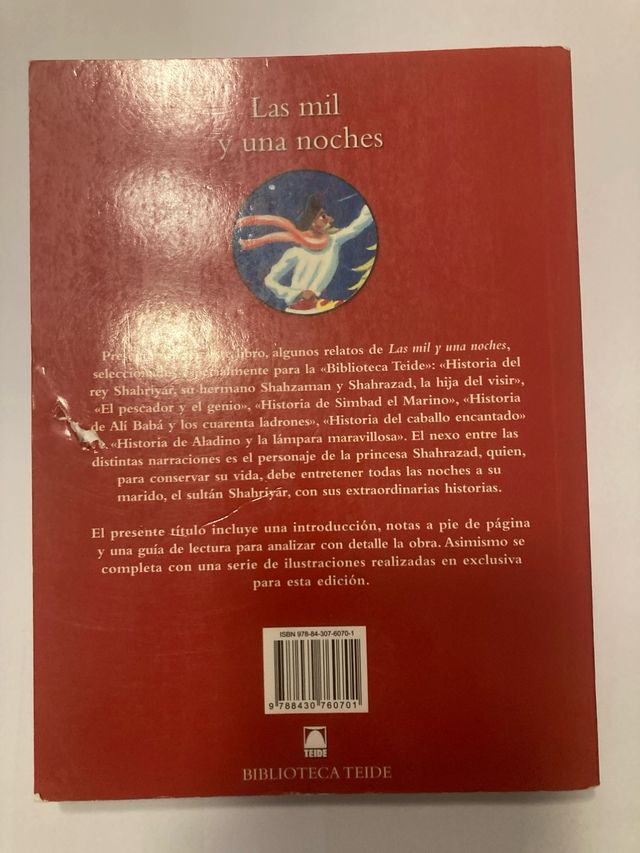 Las mil
y una noches
libro, algunos relatos de Las mil y una noches,
especialmente para la «Biblioteca Teide»: «Historia del
rey Shahriyár, su hermano Shahzaman y Shahrazad, la hija del visir»,
«El pescador y el genio», «Historia de Simbad el Marino», «Historia
de Alí Babá y los cuarenta ladrones», «Historia del caballo encantado»
«Historia de Aladino y la lámpara maravillosa». El nexo entre las
distintas narraciones es el personaje de la princesa Shahrazad, quien,
para conservar su vida, debe entretener todas las noches a su
marido, el sultán Shahriyár, con sus extraordinarias historias.
El presente título incluye una introducción, notas a pie de página
y una guía de lectura para analizar con detalle la obra. Asimismo se
completa con una serie de ilustraciones realizadas en exclusiva
para esta edición.
ISBN 978-84-307-6070-1
9 788430 760701
TEIDE
BIBLIOTECA TEIDE